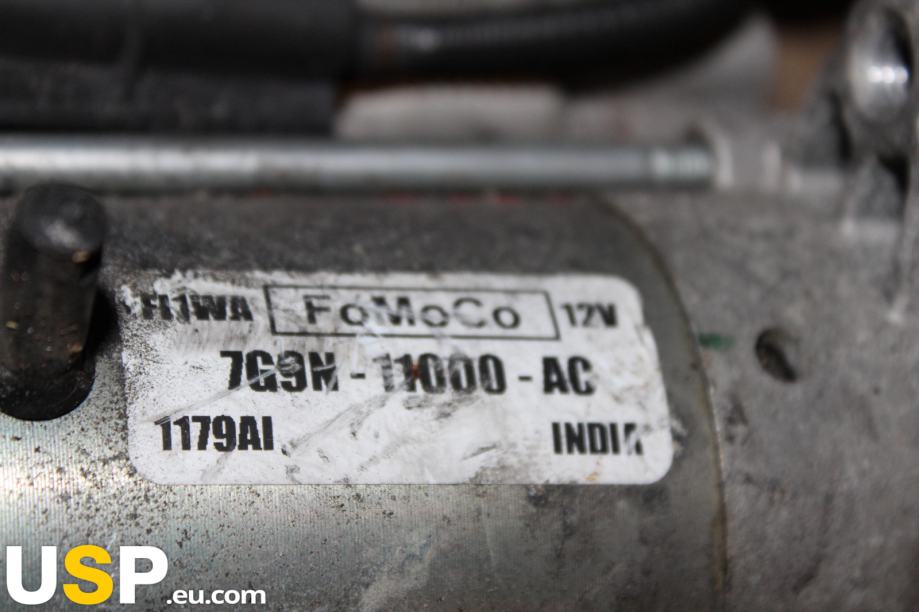 FoMoCo 12V
7G9N - 11000 - AC
1179AI
INDIA
USP.eu.com